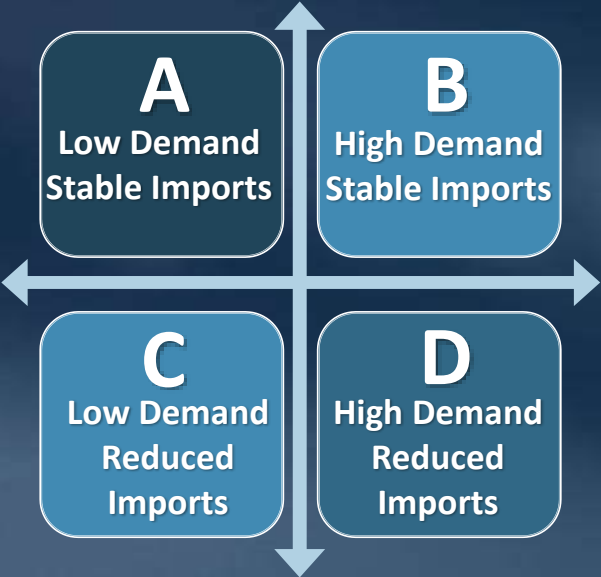 A
Low Demand
Stable Imports
B
High Demand
Stable Imports
C
Low Demand
Reduced
Imports
D
High Demand
Reduced
Imports